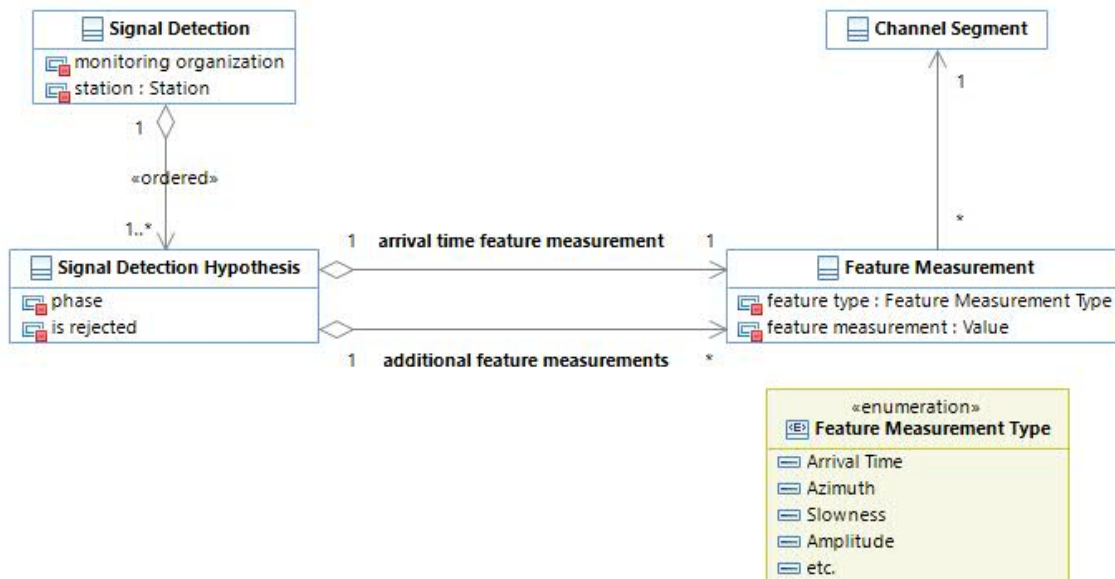 Signal Detection
monitoring organization
station : Station
Channel Segment
1
1
«ordered»
1..*
*
Signal Detection Hypothesis
phase
is rejected
1 arrival time feature measurement 1
1 additional feature measurements *
Feature Measurement
feature type : Feature Measurement Type
feature measurement : Value
«enumeration»
<E> Feature Measurement Type
Arrival Time
Azimuth
Slowness
Amplitude
etc.